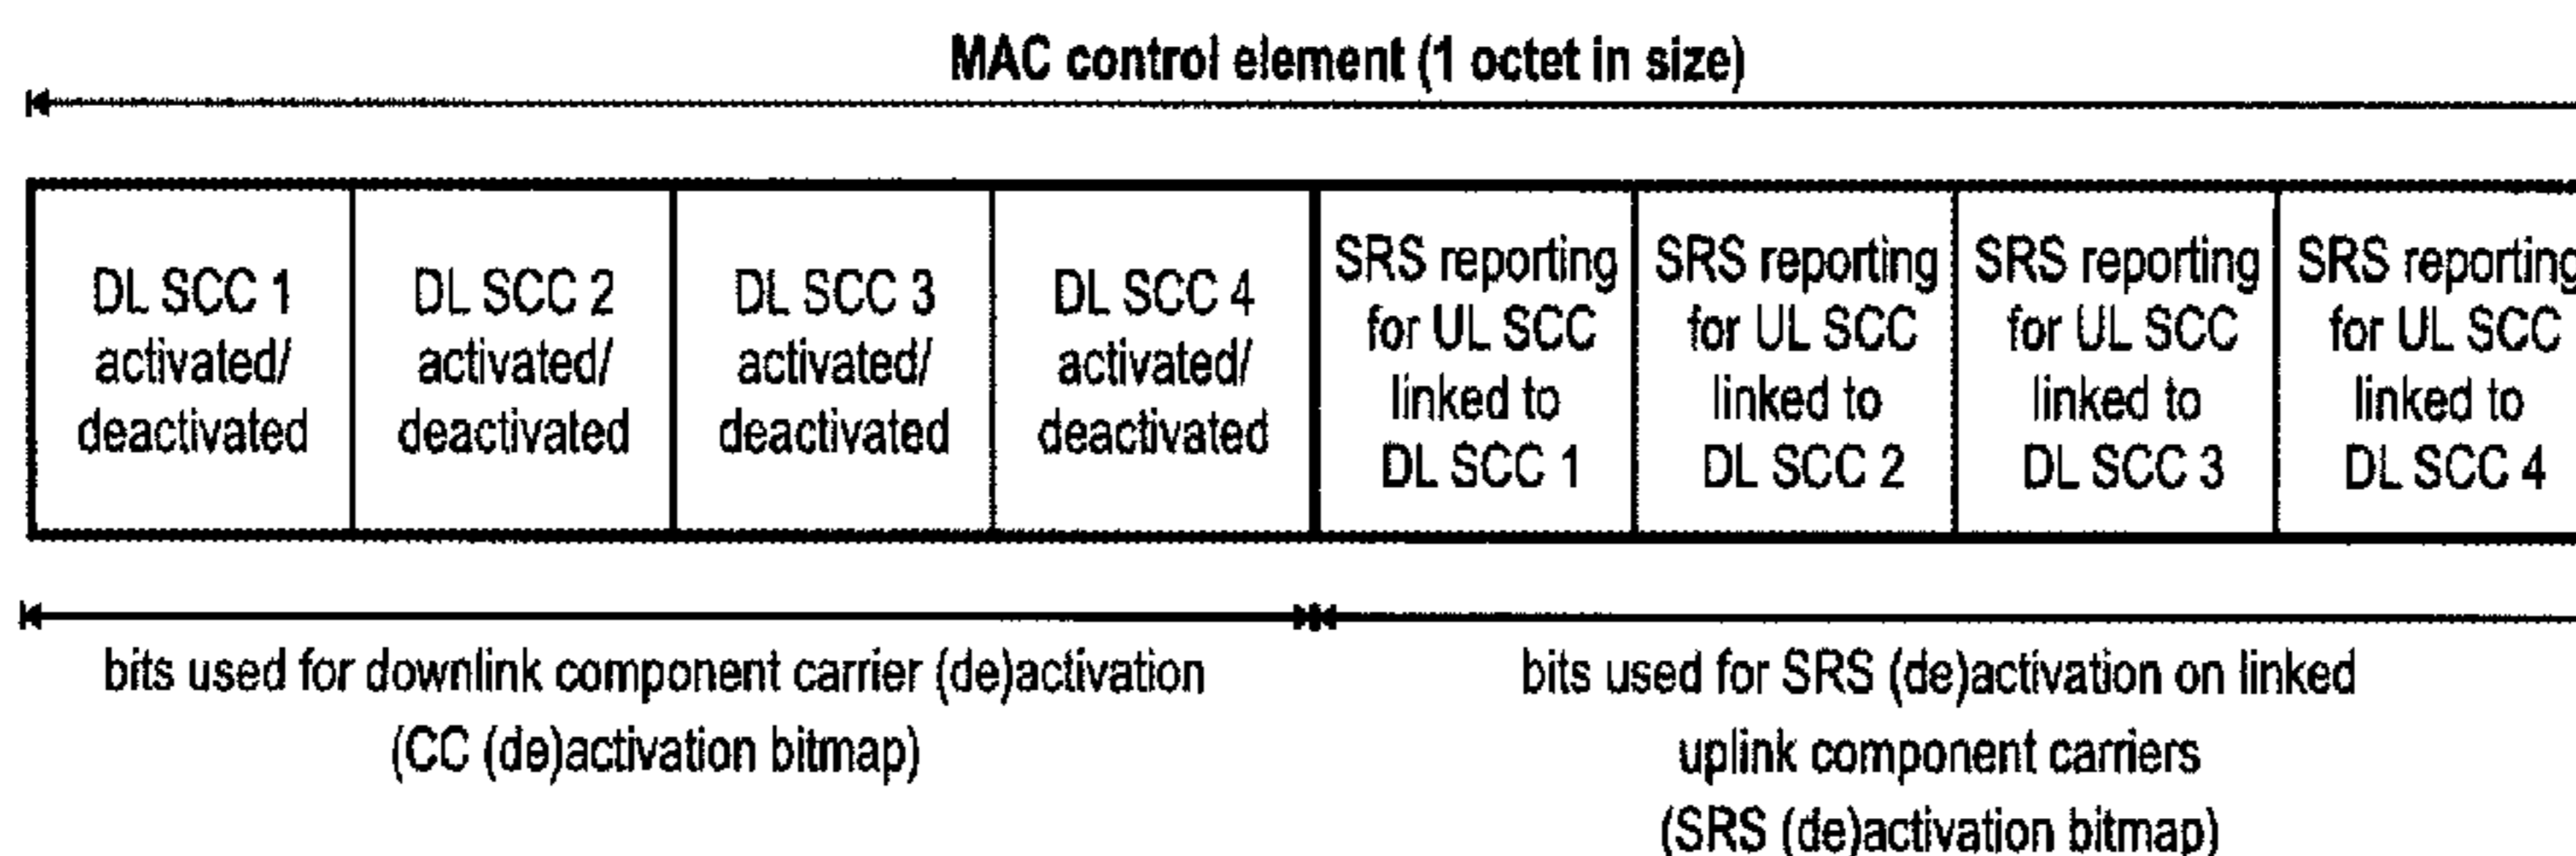 MAC control element (1 octet in size)
DL SCC 1
activated/
deactivated
DL SCC 2
activated/
deactivated
DL SCC 3
activated/
deactivated
DL SCC 4
activated/
deactivated
SRS reporting
for UL SCC
linked to
DL SCC 1
SRS reporting
for UL SCC
linked to
DL SCC 2
SRS reporting
for UL SCC
linked to
DL SCC 3
SRS reporting
for UL SCC
linked to
DL SCC 4
bits used for downlink component carrier (de)activation
(CC (de)activation bitmap)
bits used for SRS (de)activation on linked
uplink component carriers
(SRS (de)activation bitmap)